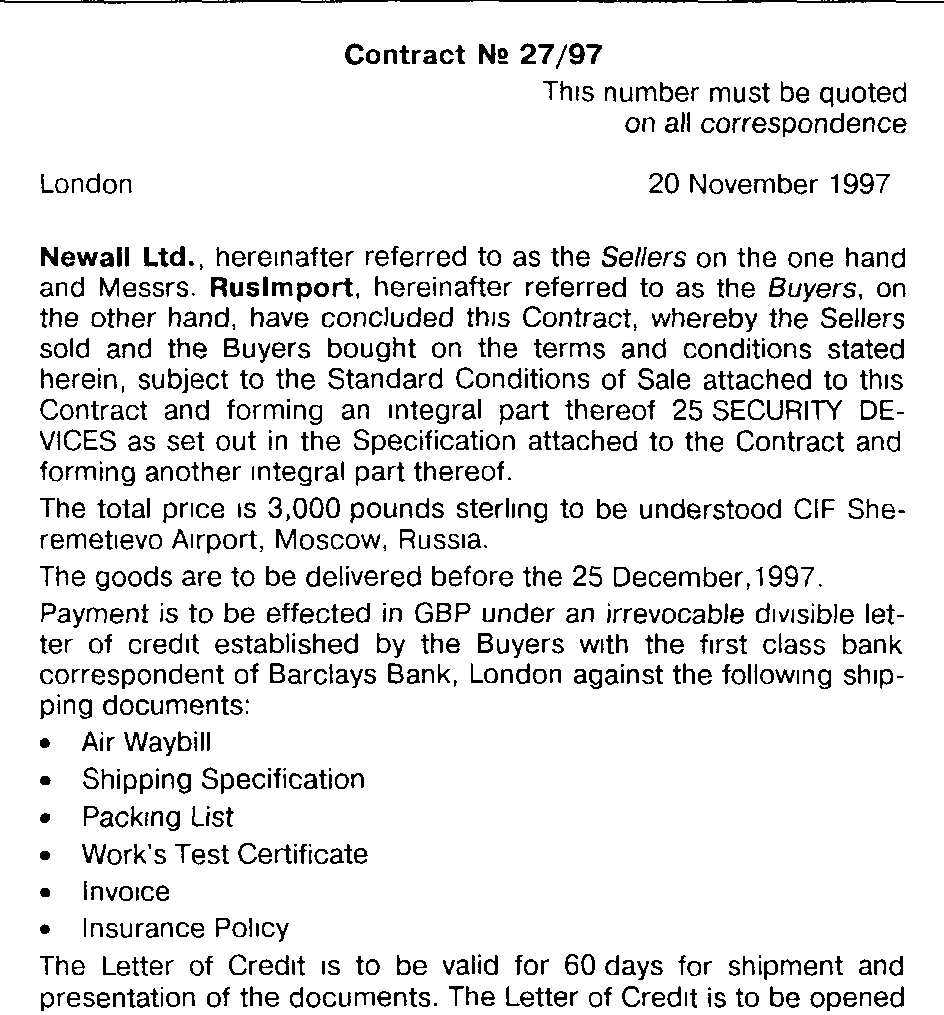 Contract № 27/97
This number must be quoted
on all correspondence
London 20 November 1997
Newall Ltd., hereinafter referred to as the Sellers on the one hand
and Messrs. RusImport, hereinafter referred to as the Buyers, on
the other hand, have concluded this Contract, whereby the Sellers
sold and the Buyers bought on the terms and conditions stated
herein, subject to the Standard Conditions of Sale attached to this
Contract and forming an integral part thereof 25 SECURITY DE-
VICES as set out in the Specification attached to the Contract and
forming another integral part thereof.
The total price is 3,000 pounds sterling to be understood CIF She-
remetievo Airport, Moscow, Russia.
The goods are to be delivered before the 25 December,1997.
Payment is to be effected in GBP under an irrevocable divisible let-
ter of credit established by the Buyers with the first class bank
correspondent of Barclays Bank, London against the following ship-
ping documents:
• Air Waybill
• Shipping Specification
• Packing List
• Work's Test Certificate
• Invoice
• Insurance Policy
The Letter of Credit is to be valid for 60 days for shipment and
presentation of the documents. The Letter of Credit is to be opened